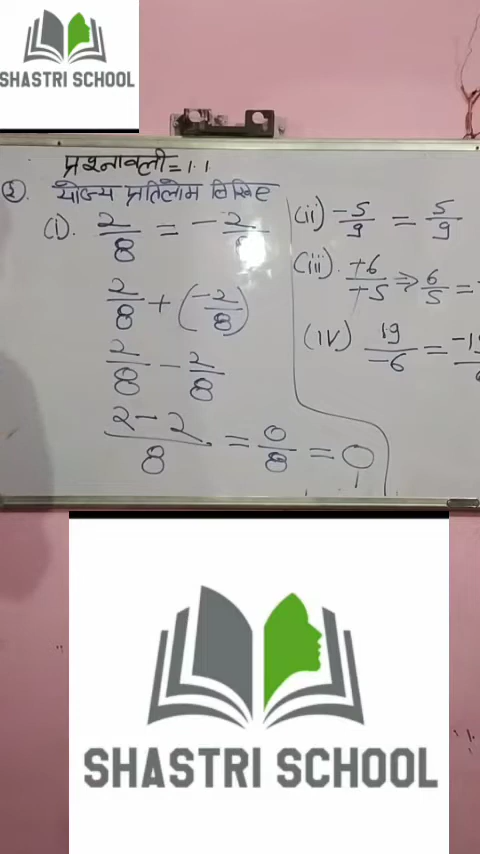 SHASTRI SCHOOL
प्रश्नावली = 1.1
2. योज्य प्रतिलोम लिखिए
(i). 2/8 = -2/
2/8 + (-2/8)
2/8 - 2/8
2-2/8 = 0/8 = 0
(ii) -5/9 = 5/9
(iii). -6/-5 ⇒ 6/5 =
(iv) 19/-6 = -19/
SHASTRI SCHOOL